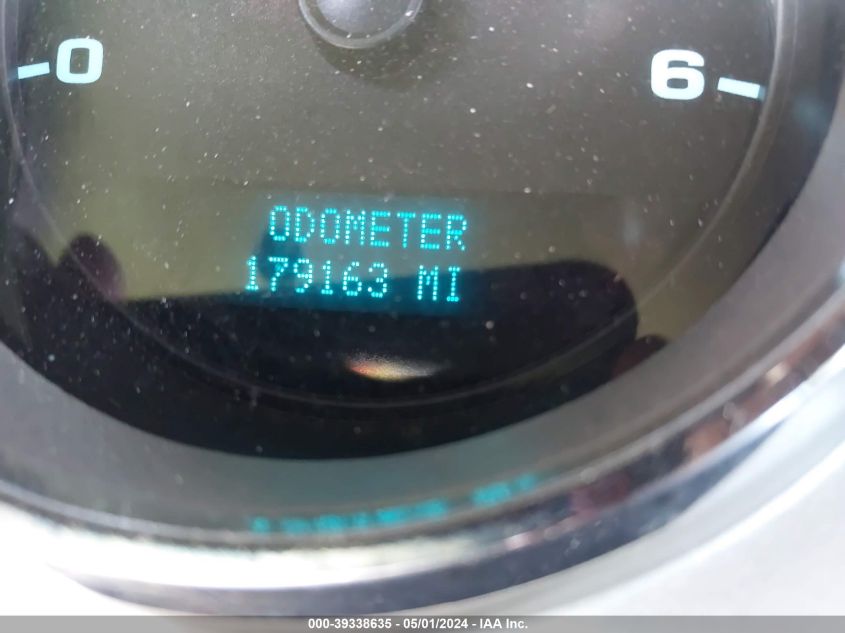 0 6
ODOMETER
179163 MI
000-39338635 - 05/01/2024 - IAA Inc.